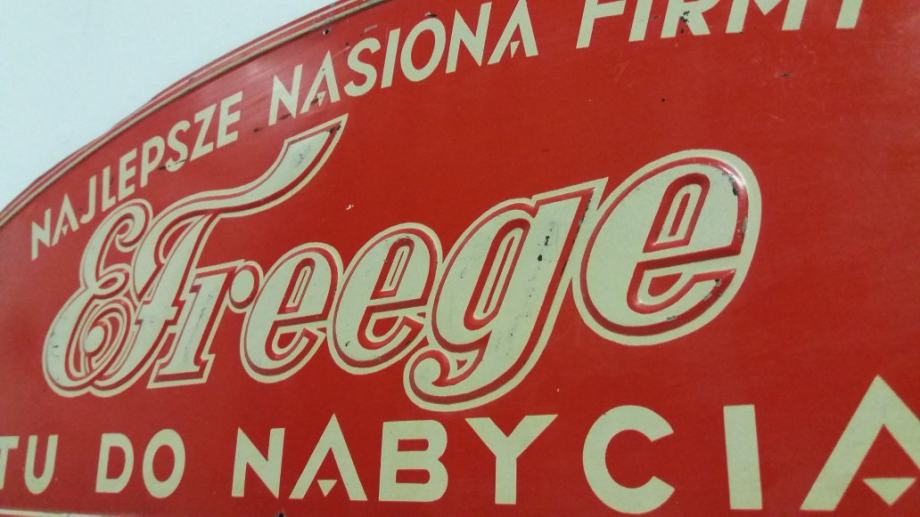 NAJLEPSZE NASIONA FIRMY
E Freege
TU DO NABYCIA